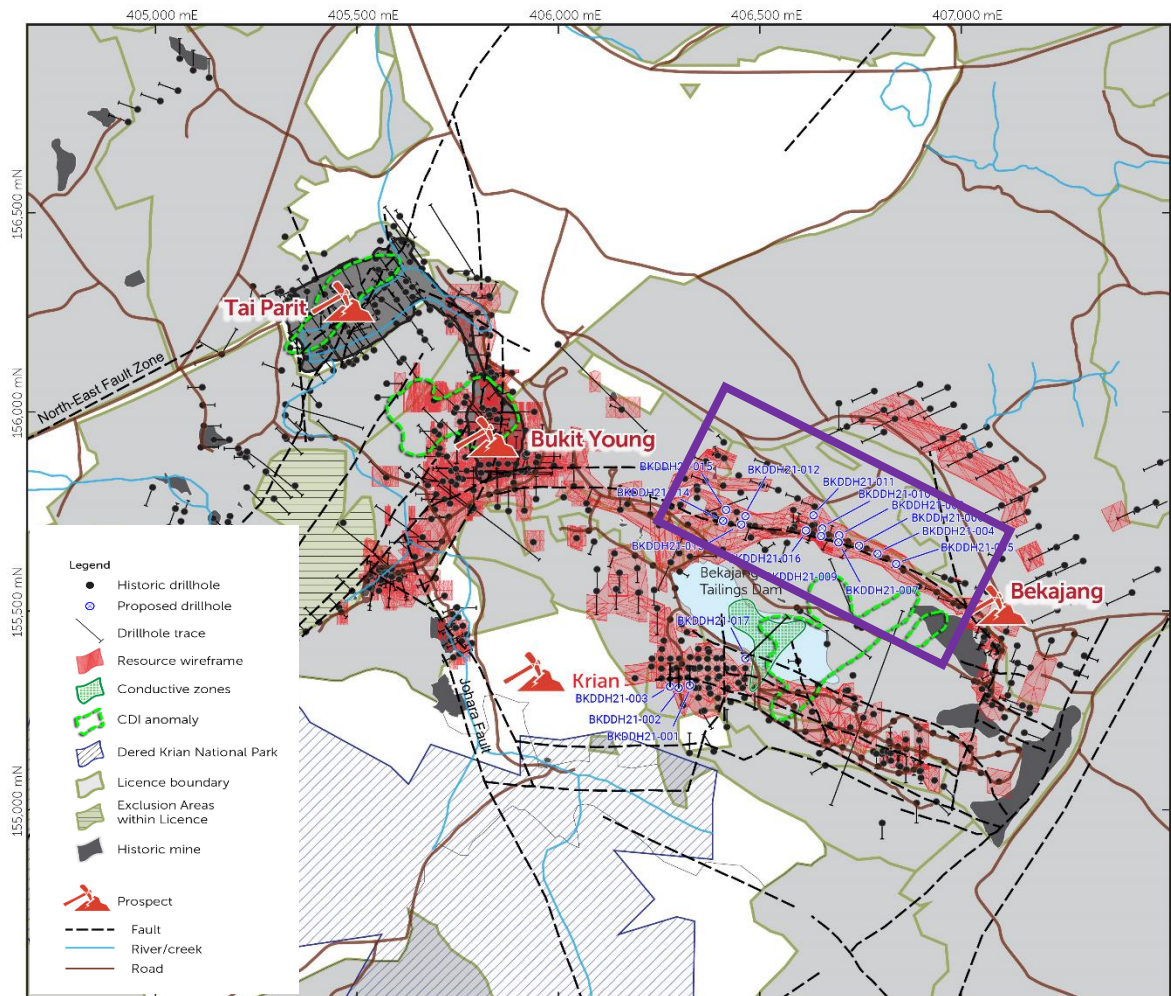 405,000 mE
405,500 mE
406,000 mE
406,500 mE
407,000 mE
156,500 mN
156,000 mN
155,500 mN
155,000 mN
Tai Parit
North-East Fault Zone
Bukit Young
BKDDH21-015
BKDDH21-012
BKDDH21-011
BKDDH21-010
BKDDH21-014
BKDDH21-004
BKDDH21-016
BKDDH21-009
BKDDH21-007
Bekajang
Tailings Dam
Bekajang
BKDDH21-017
Krian
BKDDH21-003
BKDDH21-002
BKDDH21-001
Johara Fault
Legend
Historic drillhole
Proposed drillhole
Drillhole trace
Resource wireframe
Conductive zones
CDI anomaly
Dered Krian National Park
Licence boundary
Exclusion Areas
within Licence
Historic mine
Prospect
Fault
River/creek
Road